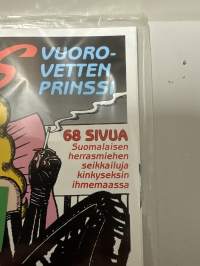 S
VUORO-
VETTEN
PRINSSI
68 SIVUA
Suomalaisen
herrasmiehen
seikkailuja
kinkyseksin
ihmemaassa